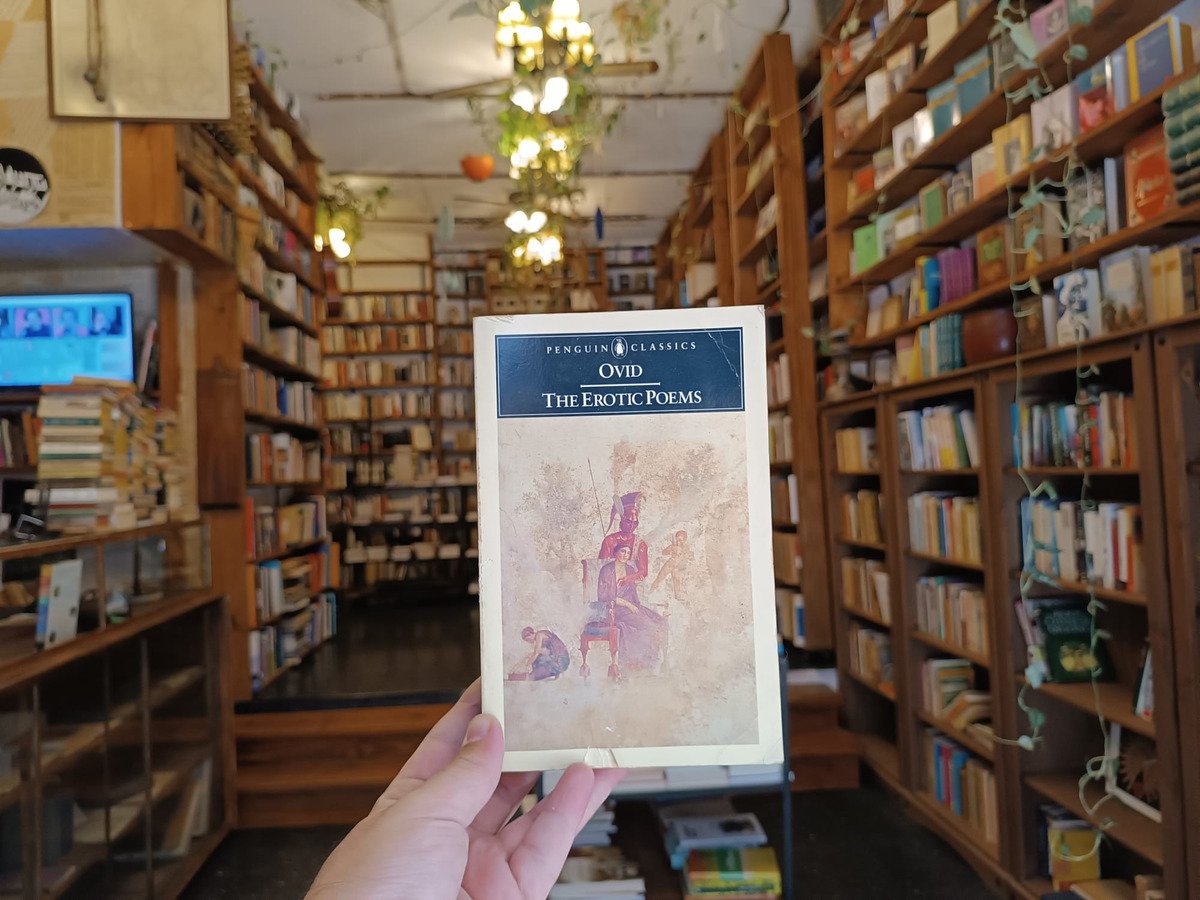 PENGUIN CLASSICS
OVID
THE EROTIC POEMS